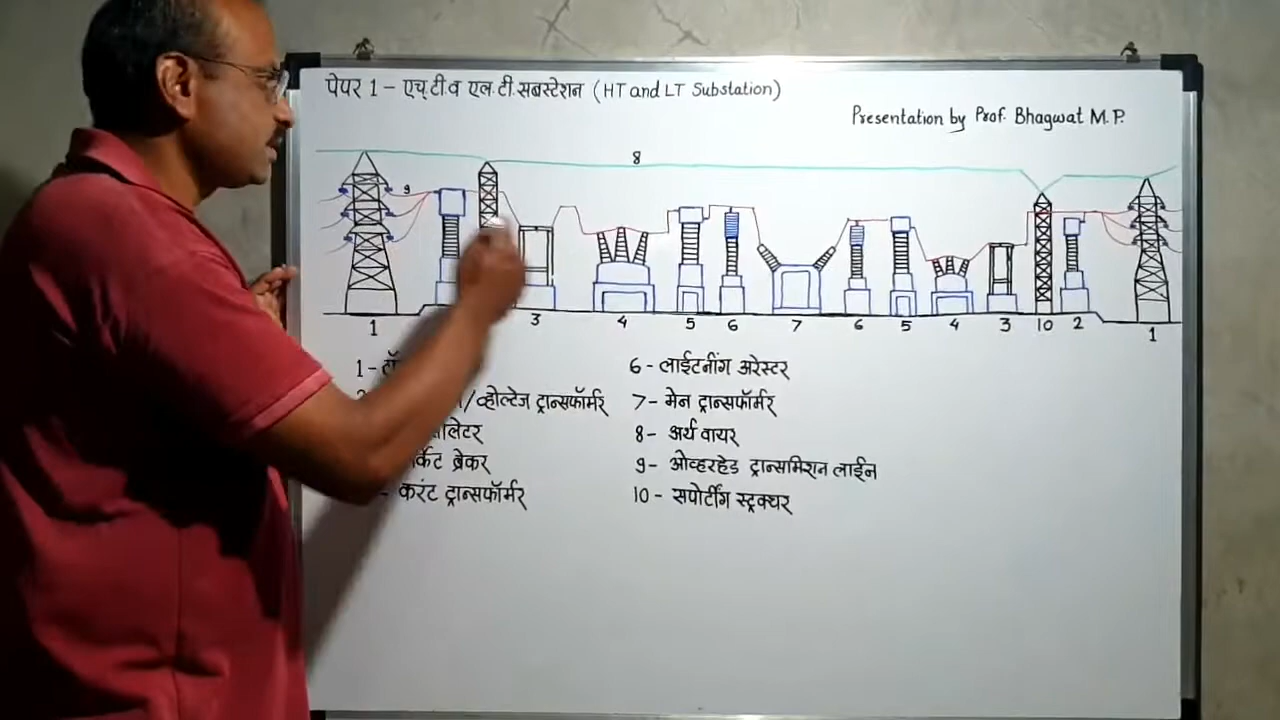 पेपर 1 - एच्.टी.व एल.टी.सबस्टेशन (HT and LT Substation)
Presentation by Prof. Bhagwat M.P.
8
9
1 3 4 5 6 7 6 5 4 3 10 2 1
1 -
/व्होल्टेज ट्रान्सफॉर्मर
ब्रेकर
- करंट ट्रान्सफॉर्मर
6 - लाईटनींग अरेस्टर
7 - मेन ट्रान्सफॉर्मर
8 - अर्थ वायर
9 - ओव्हरहेड ट्रान्समिशन लाईन
10 - सपोर्टींग स्ट्रक्चर